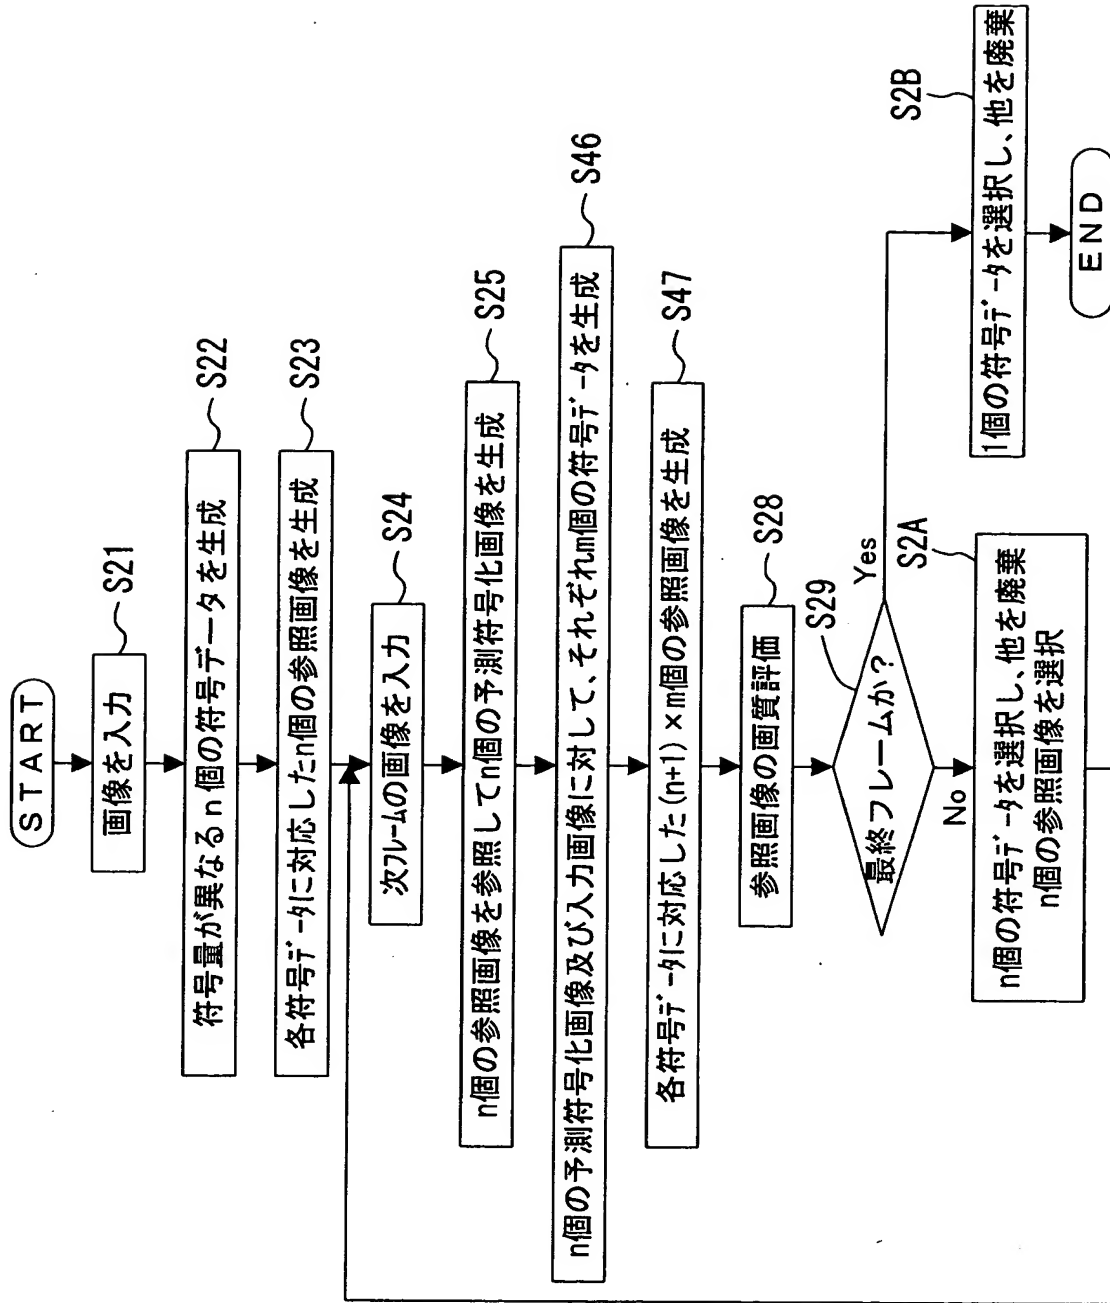 START
画像を入力
S21
符号量が異なるn個の符号データを生成
S22
各符号データに対応したn個の参照画像を生成
S23
次フレームの画像を入力
S24
n個の参照画像を参照してn個の予測符号化画像を生成
S25
n個の予測符号化画像及び入力画像に対して、それぞれm個の符号データを生成
S46
各符号データに対応した(n+1)×m個の参照画像を生成
S47
参照画像の画質評価
S28
最終フレームか?
S29
Yes
No
n個の符号データを選択し、他を廃棄
n個の参照画像を選択
S2A
1個の符号データを選択し、他を廃棄
S2B
END